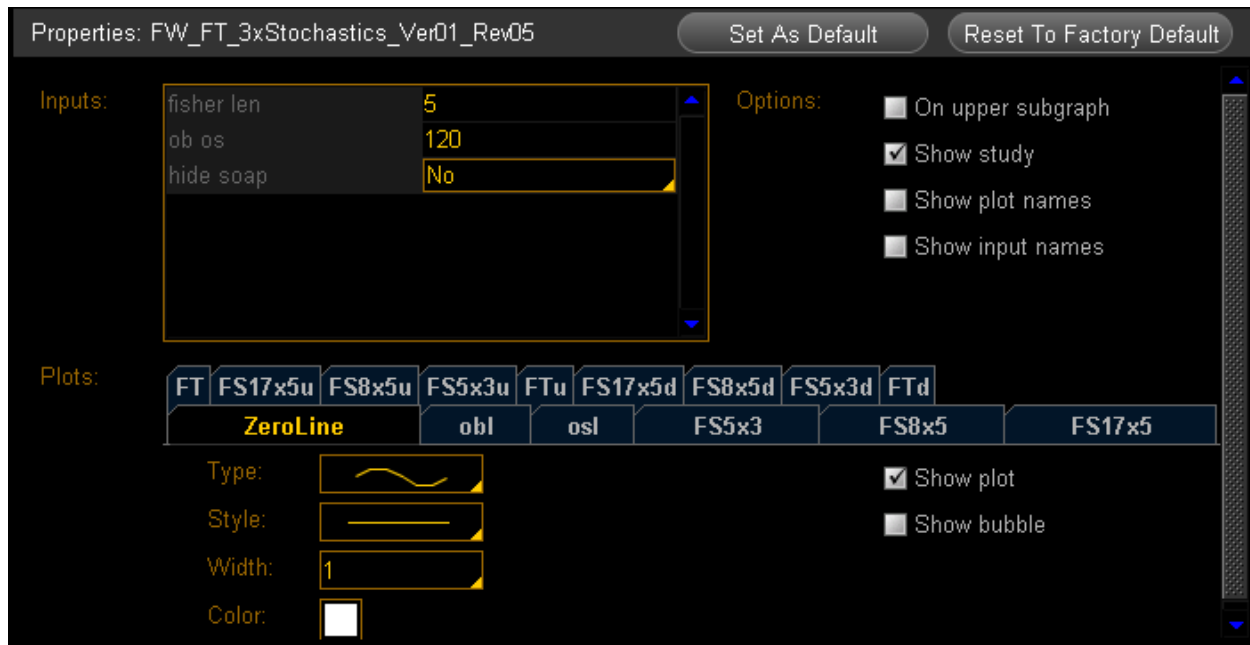 Properties: FW_FT_3xStochastics_Ver01_Rev05 Set As Default Reset To Factory Default
Inputs: fisher len 5 Options: On upper subgraph
ob os 120 Show study
hide soap No Show plot names
Show input names
Plots: FT FS17x5u FS8x5u FS5x3u FTu FS17x5d FS8x5d FS5x3d FTd
ZeroLine obl osl FS5x3 FS8x5 FS17x5
Type: Show plot
Style: Show bubble
Width: 1
Color: